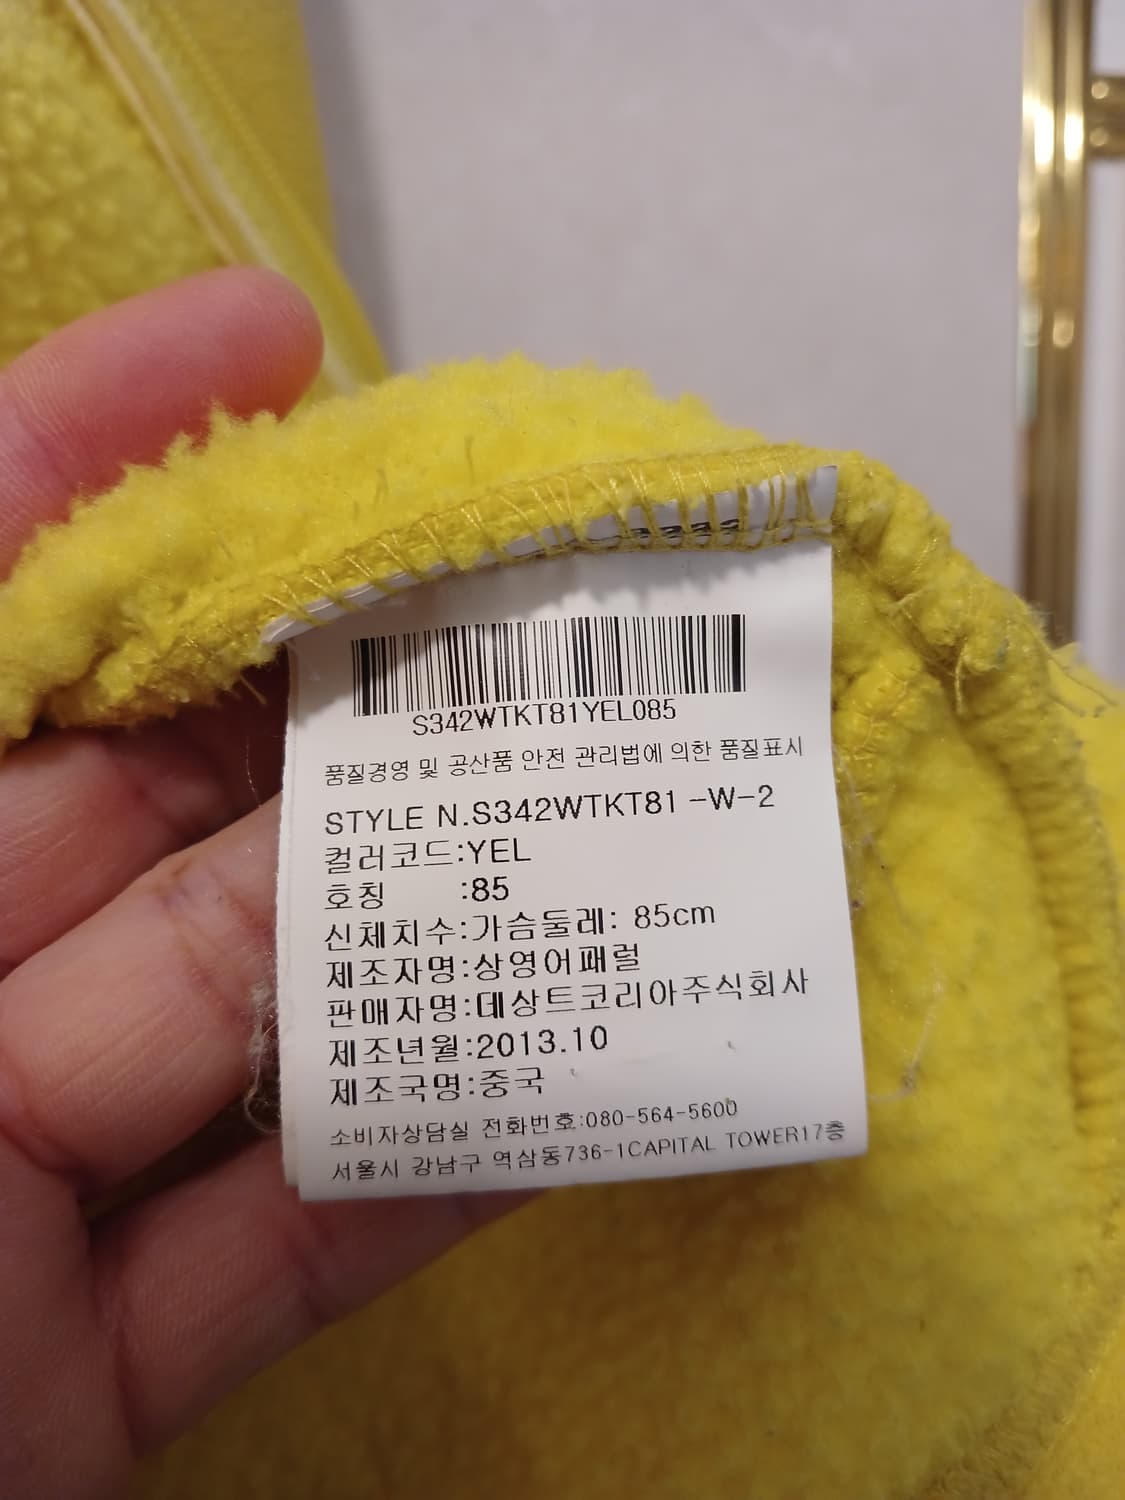 S342WTKT81YEL085
품질경영 및 공산품 안전 관리법에 의한 품질표시
STYLE N.S342WTKT81 -W-2
컬러코드:YEL
호칭 :85
신체치수:가슴둘레: 85cm
제조자명:상영어패럴
판매자명:데상트코리아주식회사
제조년월:2013.10
제조국명:중국
소비자상담실 전화번호:080-564-5600
서울시 강남구 역삼동736-1CAPITAL TOWER17층